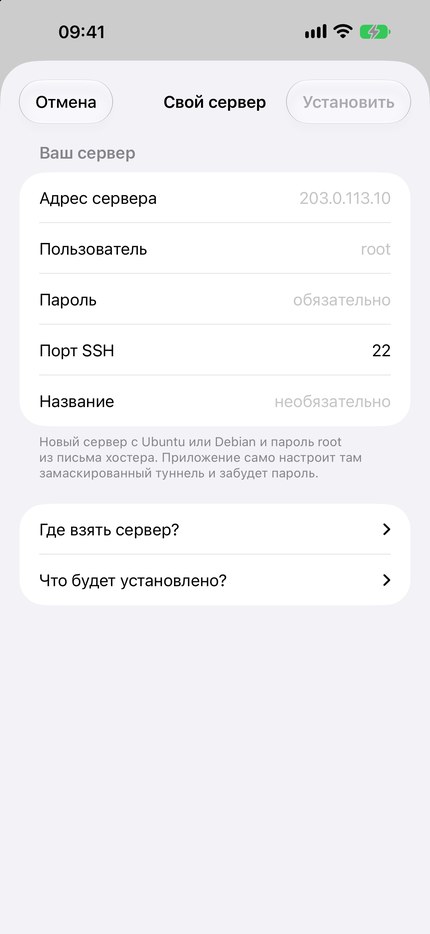 09:41
Отмена
Свой сервер
Установить
Ваш сервер
Адрес сервера 203.0.113.10
Пользователь root
Пароль обязательно
Порт SSH 22
Название необязательно
Новый сервер с Ubuntu или Debian и пароль root
из письма хостера. Приложение само настроит там
замаскированный туннель и забудет пароль.
Где взять сервер?
Что будет установлено?